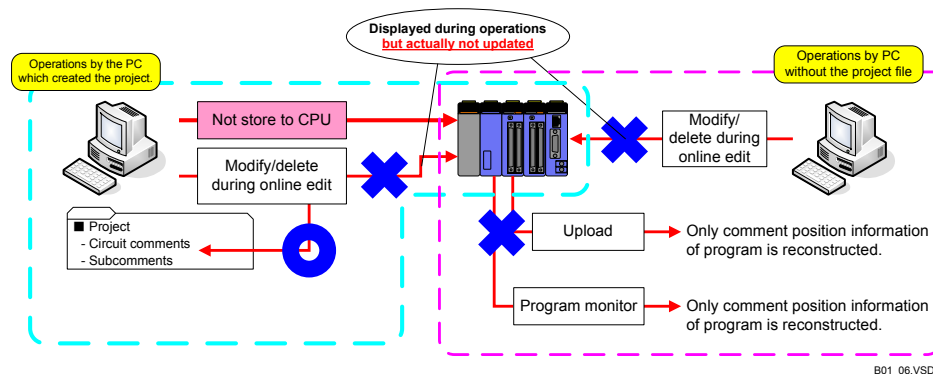 Displayed during operations
but actually not updated
Operations by the PC
which created the project.
Operations by PC
without the project file
Not store to CPU
Modify/delete
during online edit
Modify/
delete during
online edit
■ Project
- Circuit comments
- Subcomments
Upload
Only comment position information
of program is reconstructed.
Program monitor
Only comment position information
of program is reconstructed.
B01_06.VSD